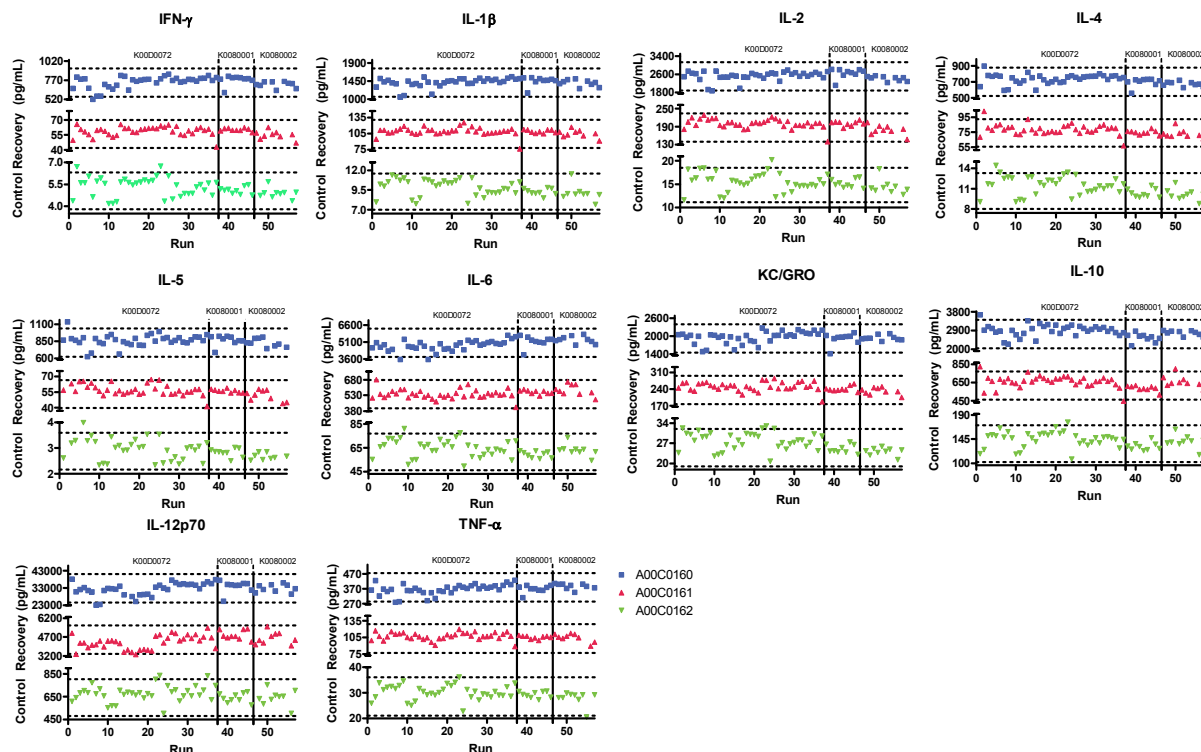 IFN-γ
IL-1β
IL-2
IL-4
K00D0072 K0080001 K0080002
K00D0072 K0080001 K0080002
K00D0072 K0080001 K0080002
K00D0072 K0080001 K0080002
Control Recovery (pg/mL)
1020
770
520
70
55
40
7.0
5.5
4.0
0 10 20 30 40 50
Run
Control Recovery (pg/mL)
1900
1450
1000
135
105
75
12.0
9.5
7.0
0 10 20 30 40 50
Run
Control Recovery (pg/mL)
3400
2600
1800
250
190
130
20
15
10
0 10 20 30 40 50
Run
Control Recovery (pg/mL)
9000
7000
5000
95
75
55
14
11
8
0 10 20 30 40 50
Run
IL-5
IL-6
KC/GRO
IL-10
K00D0072 K0080001 K0080002
K00D0072 K0080001 K0080002
K00D0072 K0080001 K0080002
K00D0072 K0080001 K0080002
Control Recovery (pg/mL)
1100
850
600
70
55
40
4
3
2
0 10 20 30 40 50
Run
Control Recovery (pg/mL)
6600
5100
3600
680
530
380
85
65
45
0 10 20 30 40 50
Run
Control Recovery (pg/mL)
2600
2000
1400
310
240
170
34
27
20
0 10 20 30 40 50
Run
Control Recovery (pg/mL)
3800
2900
2000
850
650
450
190
145
100
0 10 20 30 40 50
Run
IL-12p70
TNF-α
K00D0072 K0080001 K0080002
K00D0072 K0080001 K0080002
Control Recovery (pg/mL)
43000
33000
23000
6200
4700
3200
850
650
450
0 10 20 30 40 50
Run
Control Recovery (pg/mL)
470
370
270
135
105
75
40
30
20
0 10 20 30 40 50
Run
A00C0160
A00C0161
A00C0162